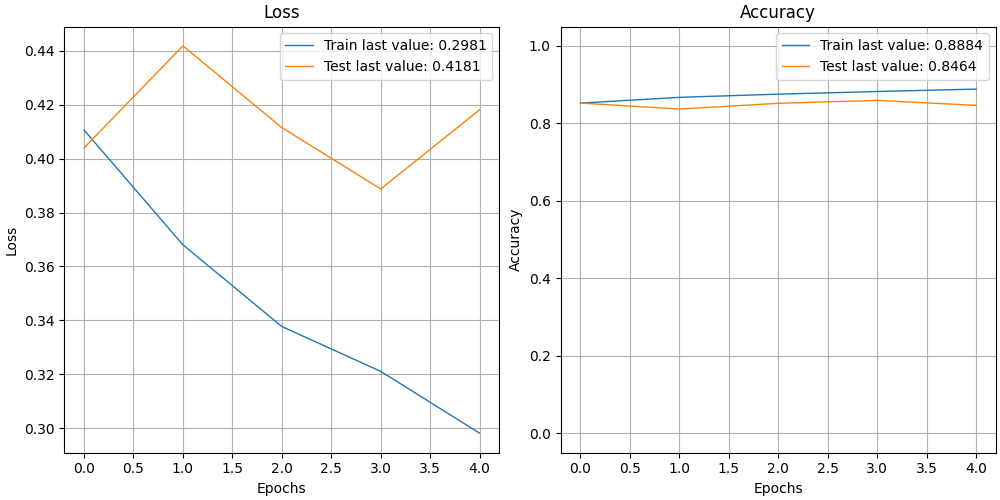 Loss
Train last value: 0.2981
Test last value: 0.4181
0.44
0.42
0.40
0.38
0.36
0.34
0.32
0.30
Loss
0.0 0.5 1.0 1.5 2.0 2.5 3.0 3.5 4.0
Epochs
Accuracy
Train last value: 0.8884
Test last value: 0.8464
1.0
0.8
0.6
0.4
0.2
0.0
Accuracy
0.0 0.5 1.0 1.5 2.0 2.5 3.0 3.5 4.0
Epochs